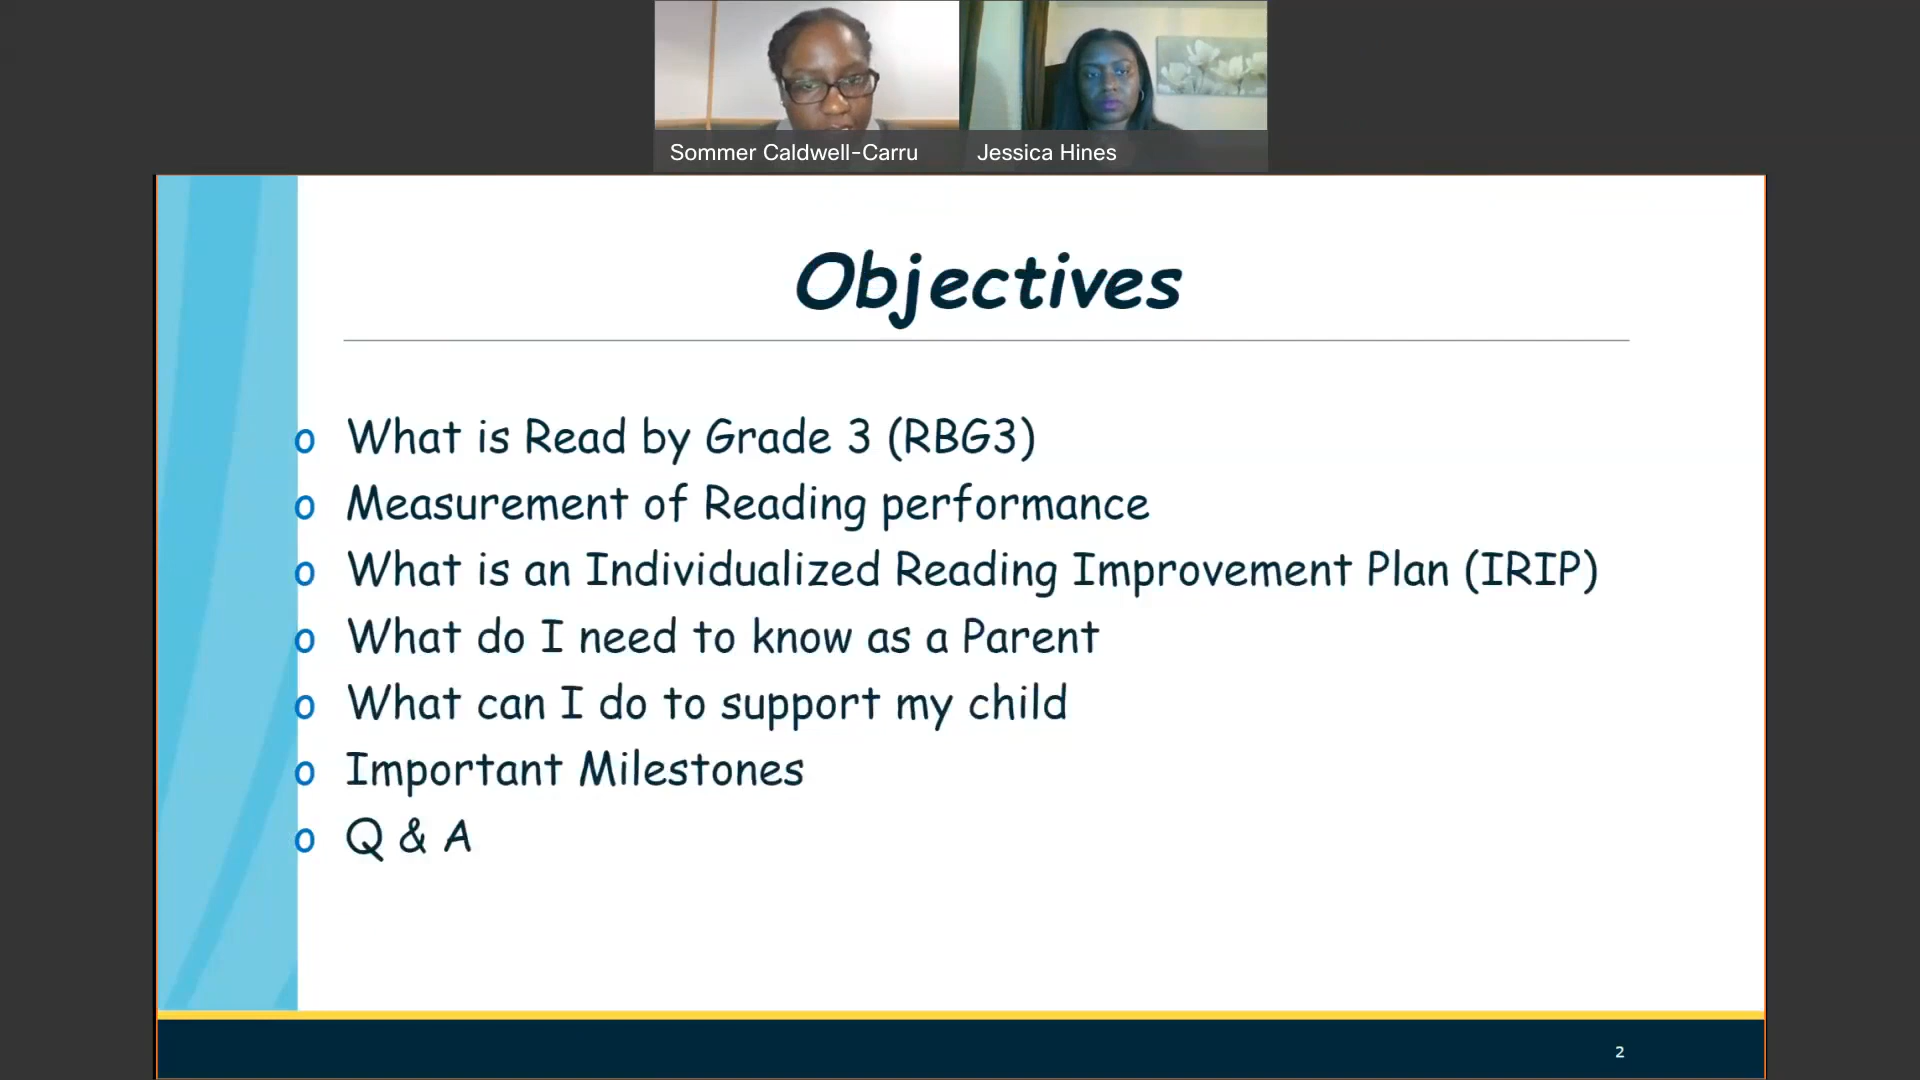 Sommer Caldwell-Carru
Jessica Hines
Objectives
o What is Read by Grade 3 (RBG3)
o Measurement of Reading performance
o What is an Individualized Reading Improvement Plan (IRIP)
o What do I need to know as a Parent
o What can I do to support my child
o Important Milestones
o Q & A
2